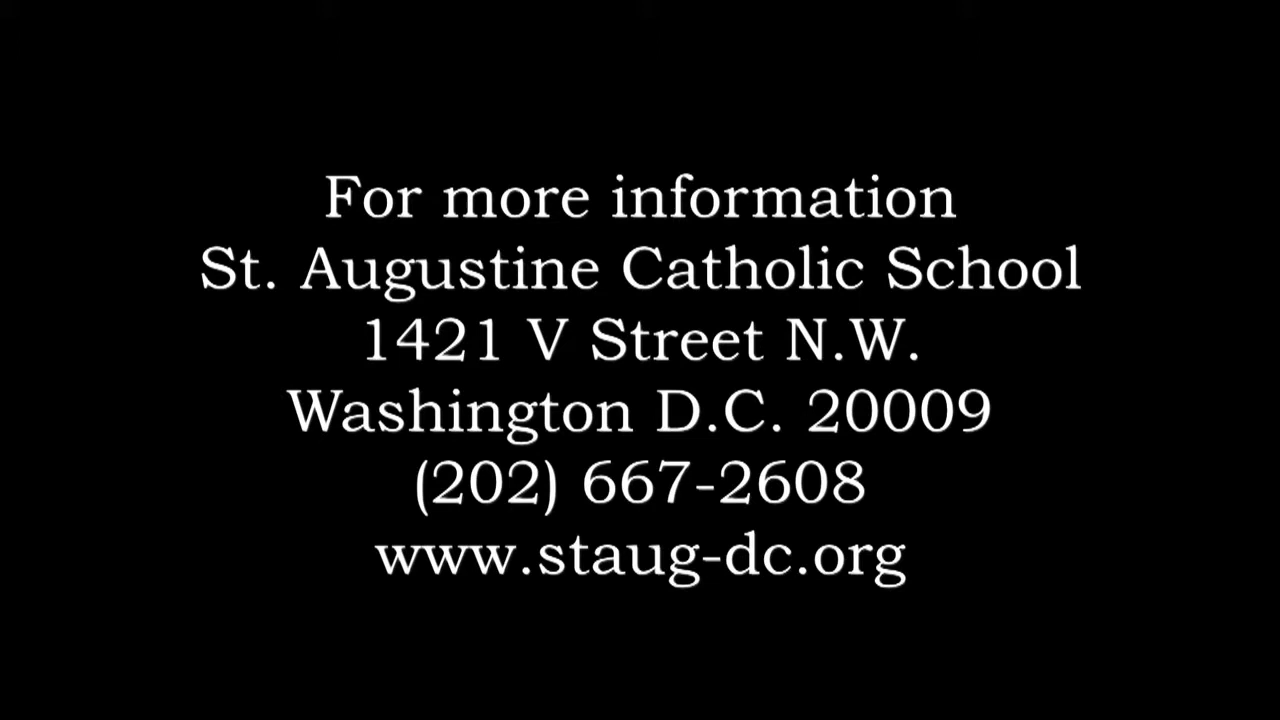 For more information
St. Augustine Catholic School
1421 V Street N.W.
Washington D.C. 20009
(202) 667-2608
www.staug-dc.org